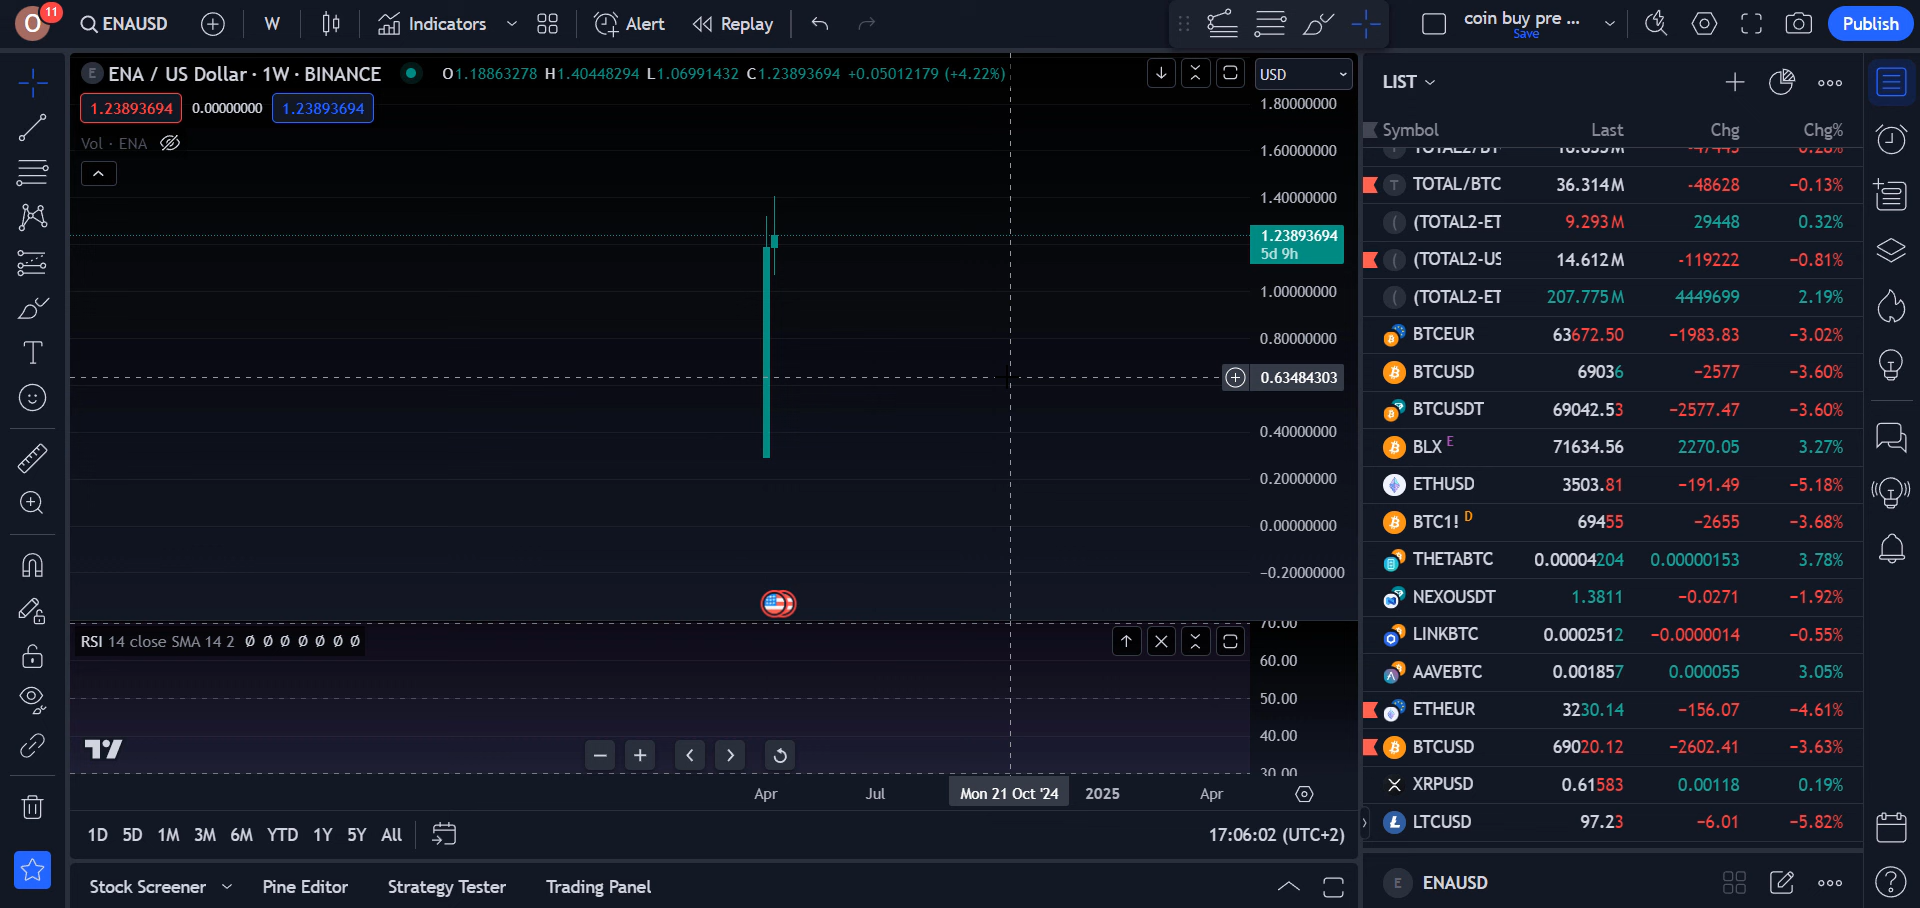 O 11 ENAUSD W Indicators Alert Replay coin buy pre ... Save Publish
E ENA / US Dollar · 1W · BINANCE O1.18863278 H1.40448294 L1.06991432 C1.23893694 +0.05012179 (+4.22%) USD
1.23893694 0.00000000 1.23893694
Vol · ENA
1.80000000
1.60000000
1.40000000
1.23893694
5d 9h
1.00000000
0.80000000
0.63484303
0.40000000
0.20000000
0.00000000
-0.20000000
RSI 14 close SMA 14 2 Ø Ø Ø Ø Ø Ø Ø
70.00
60.00
50.00
40.00
30.00
Apr Jul Mon 21 Oct '24 2025 Apr
1D 5D 1M 3M 6M YTD 1Y 5Y All 17:06:02 (UTC+2)
Stock Screener Pine Editor Strategy Tester Trading Panel
LIST
Symbol Last Chg Chg%
TOTAL/BTC 36.314M -48628 -0.13%
(TOTAL2-ET 9.293M 29448 0.32%
(TOTAL2-US 14.612M -119222 -0.81%
(TOTAL2-ET 207.775M 4449699 2.19%
BTCEUR 63672.50 -1983.83 -3.02%
BTCUSD 69036 -2577 -3.60%
BTCUSDT 69042.53 -2577.47 -3.60%
BLX E 71634.56 2270.05 3.27%
ETHUSD 3503.81 -191.49 -5.18%
BTC1! D 69455 -2655 -3.68%
THETABTC 0.00004204 0.00000153 3.78%
NEXOUSDT 1.3811 -0.0271 -1.92%
LINKBTC 0.0002512 -0.0000014 -0.55%
AAVEBTC 0.001857 0.000055 3.05%
ETHEUR 3230.14 -156.07 -4.61%
BTCUSD 69020.12 -2602.41 -3.63%
XRPUSD 0.61583 0.00118 0.19%
LTCUSD 97.23 -6.01 -5.82%
E ENAUSD